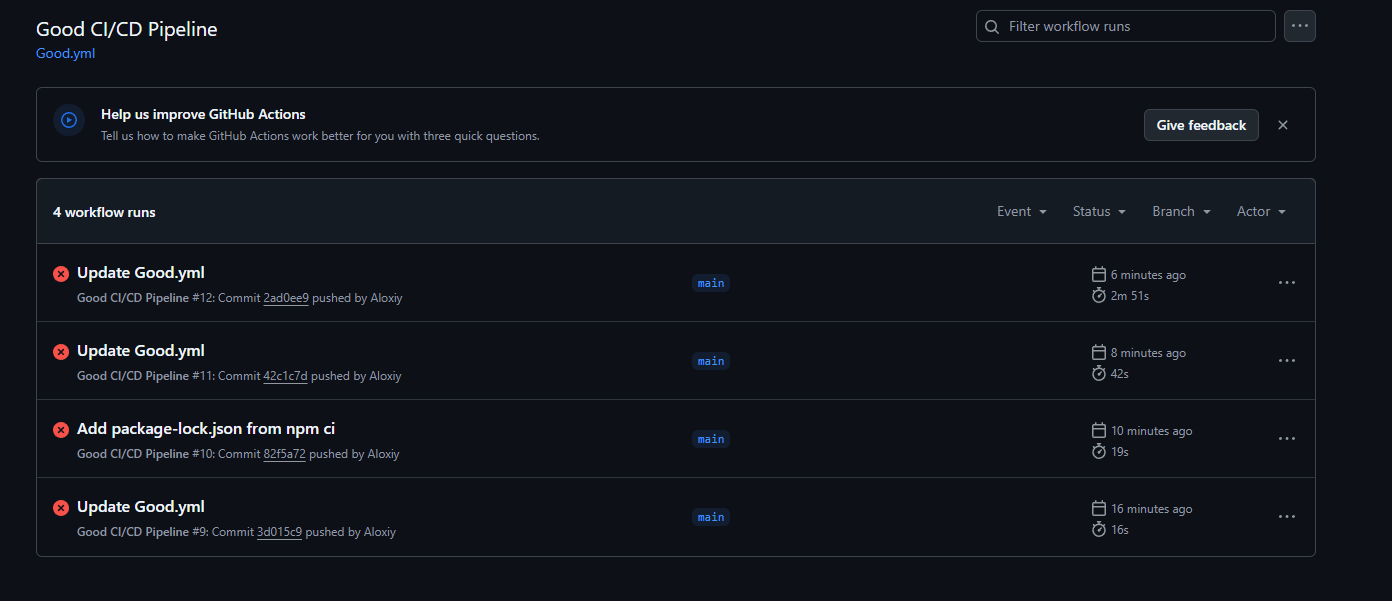 Good CI/CD Pipeline
Good.yml
Filter workflow runs
Help us improve GitHub Actions
Tell us how to make GitHub Actions work better for you with three quick questions.
Give feedback
4 workflow runs
Event
Status
Branch
Actor
Update Good.yml
Good CI/CD Pipeline #12: Commit 2ad0ee9 pushed by Aloxiy
main
6 minutes ago
2m 51s
Update Good.yml
Good CI/CD Pipeline #11: Commit 42c1c7d pushed by Aloxiy
main
8 minutes ago
42s
Add package-lock.json from npm ci
Good CI/CD Pipeline #10: Commit 82f5a72 pushed by Aloxiy
main
10 minutes ago
19s
Update Good.yml
Good CI/CD Pipeline #9: Commit 3d015c9 pushed by Aloxiy
main
16 minutes ago
16s